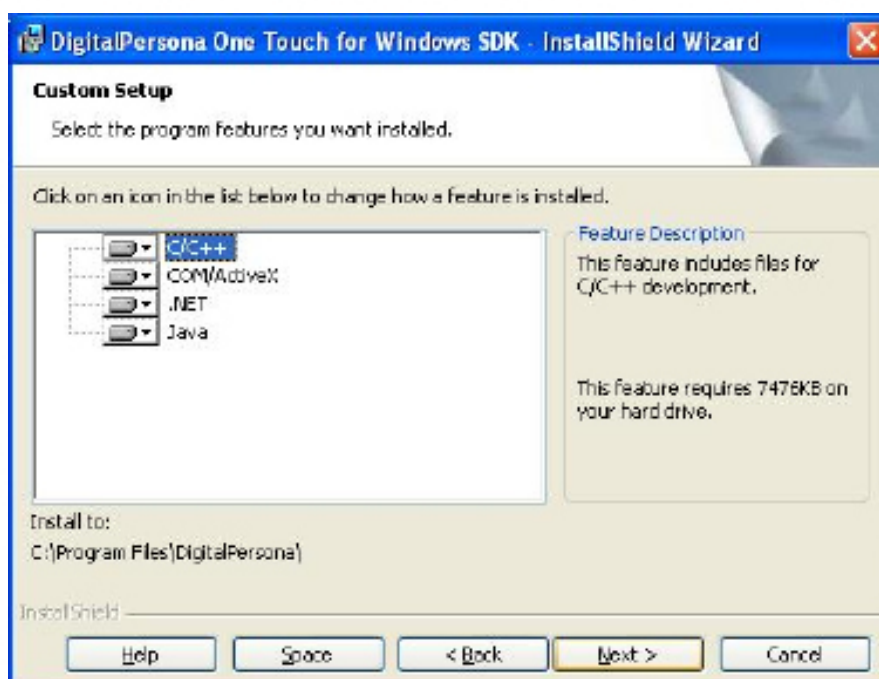 DigitalPersona One Touch for Windows SDK - InstallShield Wizard
Custom Setup
Select the program features you want installed.
Click on an icon in the list below to change how a feature is installed.
C/C++
COM/ActiveX
.NET
Java
Feature Description
This feature includes files for
C/C++ development.
This feature requires 7476KB on
your hard drive.
Install to:
C:\Program Files\DigitalPersona\
InstallShield
Help
Space
< Back
Next >
Cancel